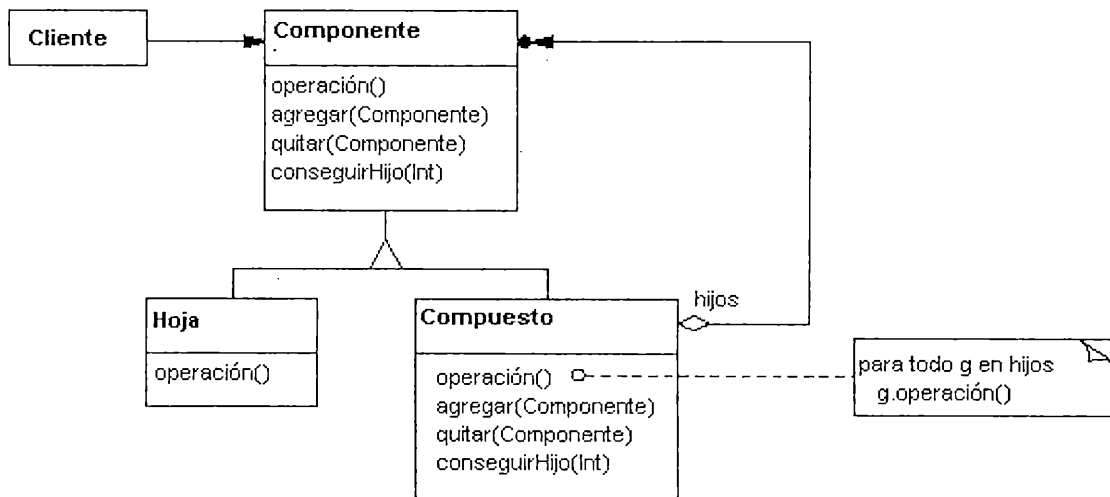 Cliente
Componente
operación()
agregar(Componente)
quitar(Componente)
conseguirHijo(Int)
Hoja
operación()
Compuesto
operación()
agregar(Componente)
quitar(Componente)
conseguirHijo(Int)
hijos
para todo g en hijos
g.operación()